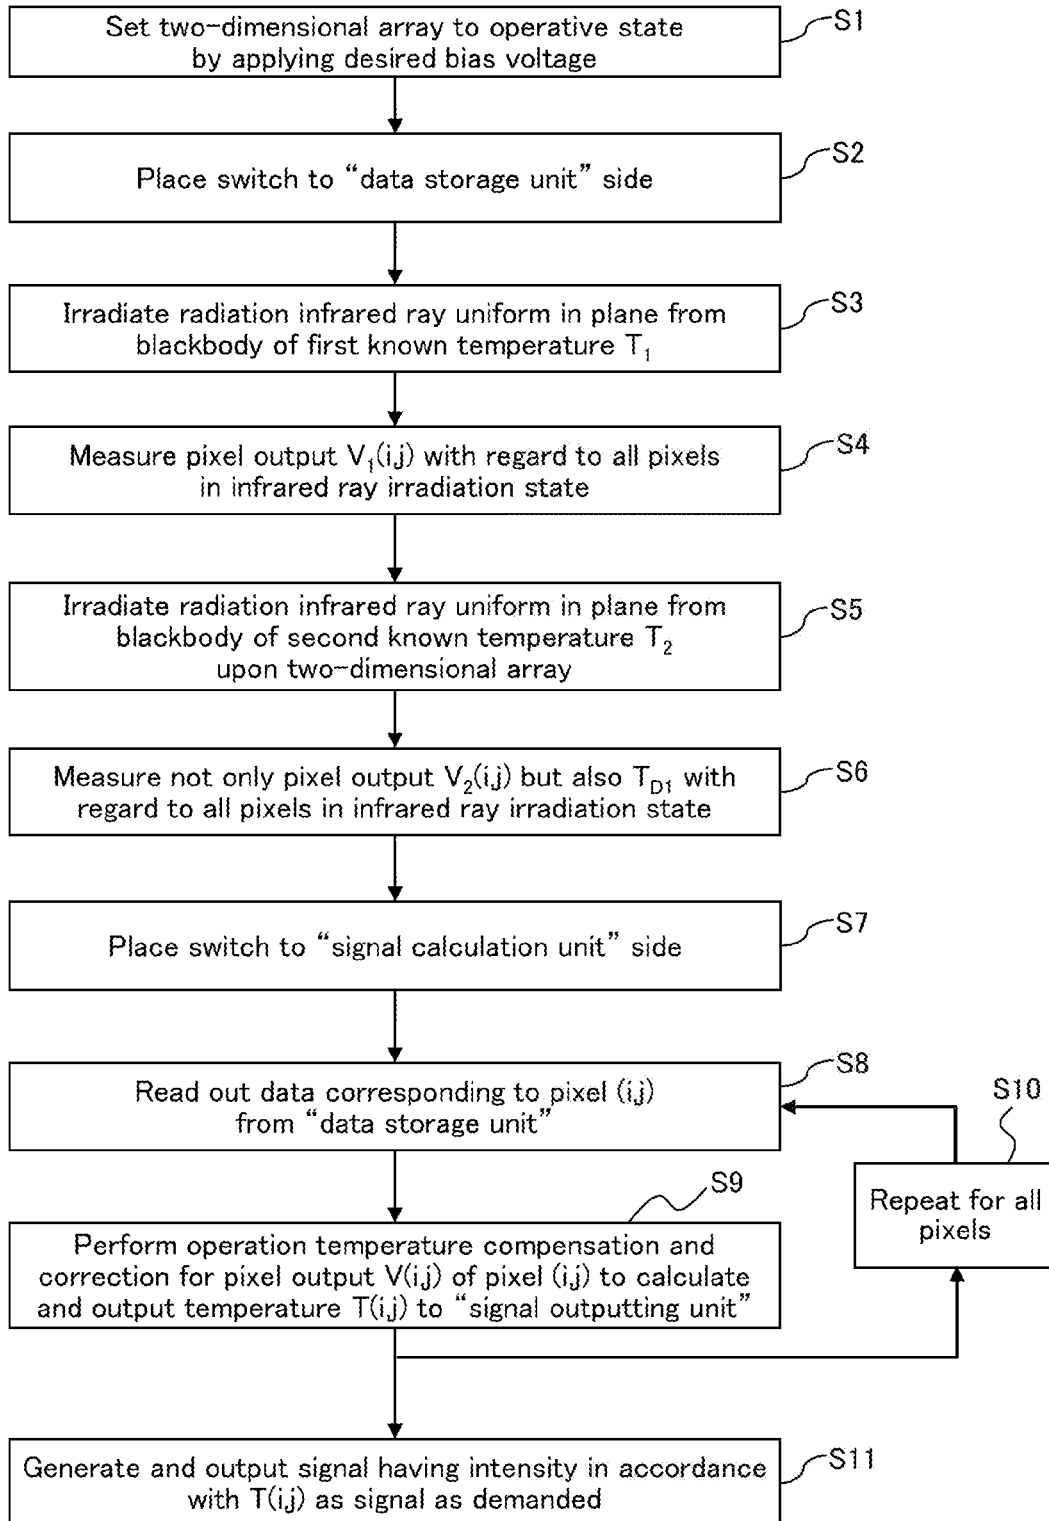 Set two-dimensional array to operative state
by applying desired bias voltage
S1
Place switch to “data storage unit” side
S2
Irradiate radiation infrared ray uniform in plane from
blackbody of first known temperature T₁
S3
Measure pixel output V₁(i,j) with regard to all pixels
in infrared ray irradiation state
S4
Irradiate radiation infrared ray uniform in plane from
blackbody of second known temperature T₂
upon two-dimensional array
S5
Measure not only pixel output V₂(i,j) but also T_D1 with
regard to all pixels in infrared ray irradiation state
S6
Place switch to “signal calculation unit” side
S7
Read out data corresponding to pixel (i,j)
from “data storage unit”
S8
S10
Repeat for all
pixels
S9
Perform operation temperature compensation and
correction for pixel output V(i,j) of pixel (i,j) to calculate
and output temperature T(i,j) to “signal outputting unit”
Generate and output signal having intensity in accordance
with T(i,j) as signal as demanded
S11